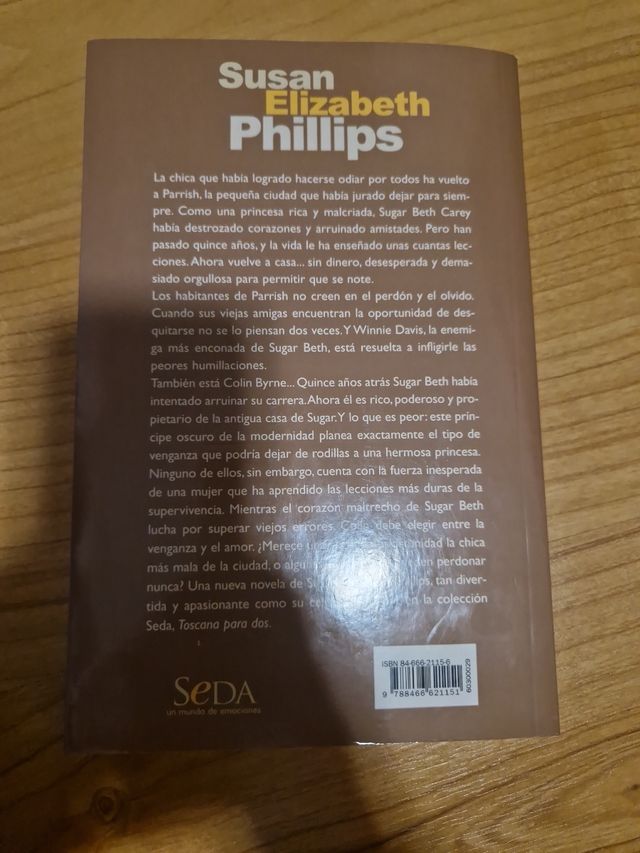 Susan
Elizabeth
Phillips
La chica que había logrado hacerse odiar por todos ha vuelto
a Parrish, la pequeña ciudad que había jurado dejar para siem-
pre. Como una princesa rica y malcriada, Sugar Beth Carey
había destrozado corazones y arruinado amistades. Pero han
pasado quince años, y la vida le ha enseñado unas cuantas lec-
ciones. Ahora vuelve a casa... sin dinero, desesperada y dema-
siado orgullosa para permitir que se note.
Los habitantes de Parrish no creen en el perdón y el olvido.
Cuando sus viejas amigas encuentran la oportunidad de des-
quitarse no se lo piensan dos veces. Y Winnie Davis, la enemi-
ga más enconada de Sugar Beth, está resuelta a infligirle las
peores humillaciones.
También está Colin Byrne... Quince años atrás Sugar Beth había
intentado arruinar su carrera. Ahora él es rico, poderoso y pro-
pietario de la antigua casa de Sugar. Y lo que es peor: este prín-
cipe oscuro de la modernidad planea exactamente el tipo de
venganza que podría dejar de rodillas a una hermosa princesa.
Ninguno de ellos, sin embargo, cuenta con la fuerza inesperada
de una mujer que ha aprendido las lecciones más duras de la
supervivencia. Mientras el corazón maltrecho de Sugar Beth
lucha por superar viejos errores, Colin debe elegir entre la
venganza y el amor. ¿Merece la chica
más mala de la ciudad, o perdonar
nunca? Una nueva novela de tan diver-
tida y apasionante como su en la colección
Seda, Toscana para dos.
SeDA
un mundo de emociones
ISBN 84-666-2115-6
9 788466 621151
60300029